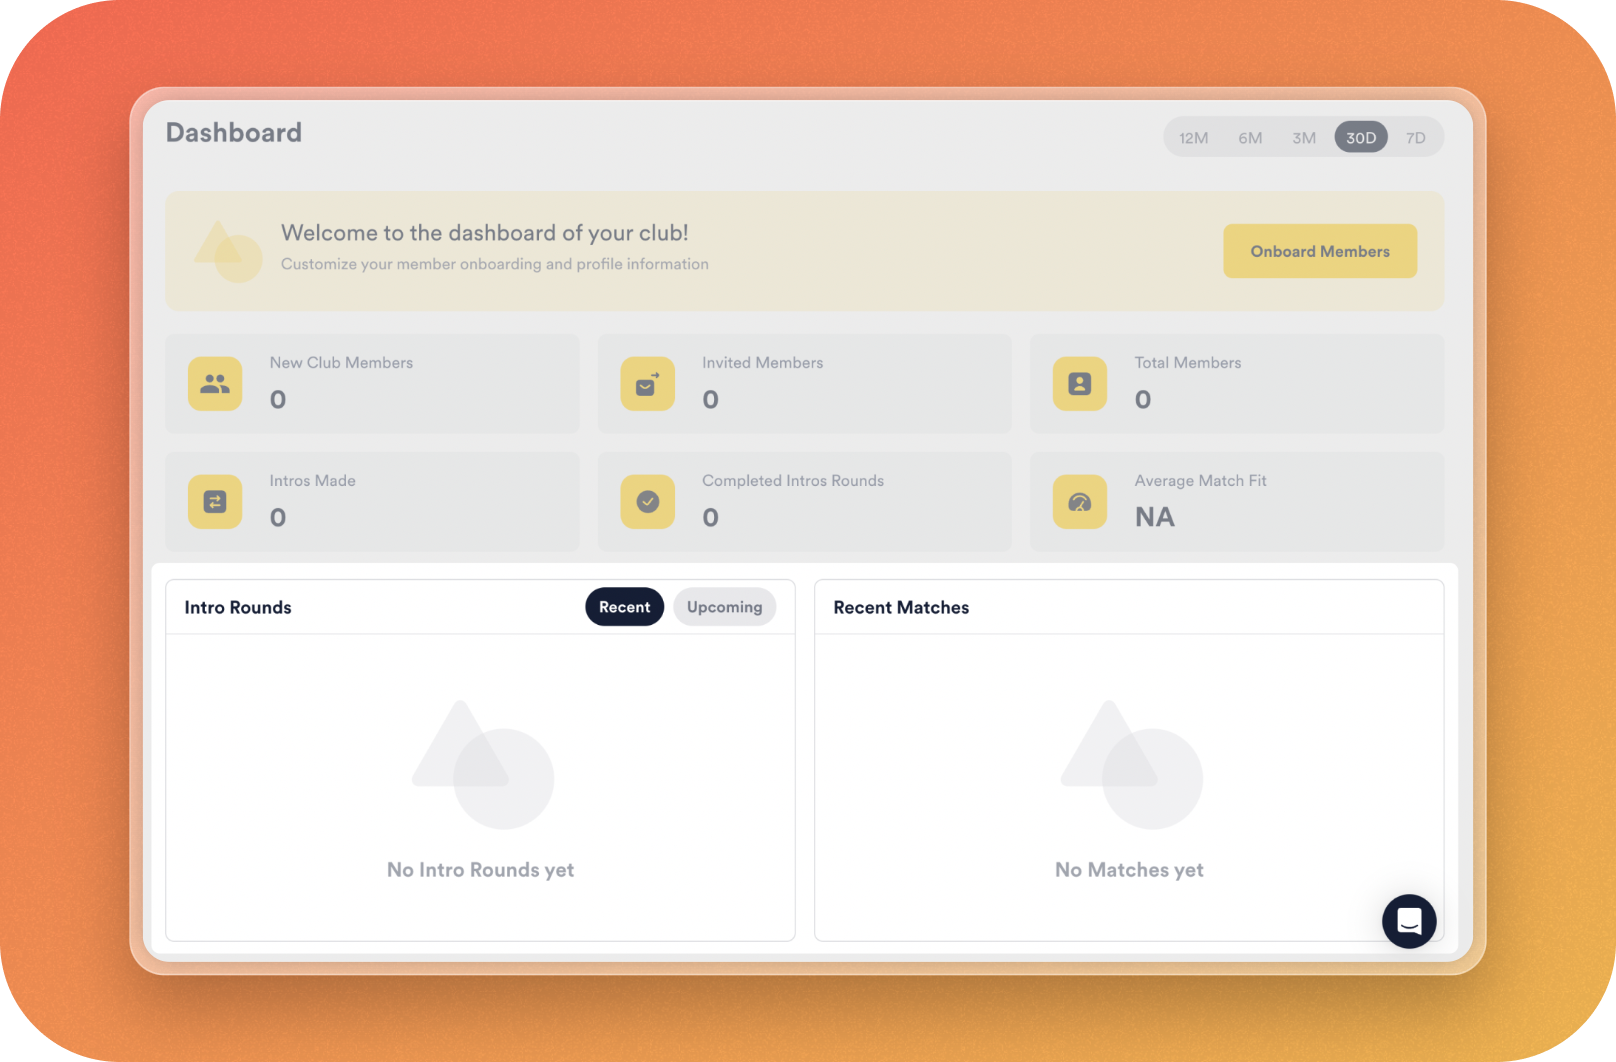 Dashboard
12M 6M 3M 30D 7D
Welcome to the dashboard of your club!
Customize your member onboarding and profile information
Onboard Members
New Club Members
0
Invited Members
0
Total Members
0
Intros Made
0
Completed Intros Rounds
0
Average Match Fit
NA
Intro Rounds
Recent Upcoming
No Intro Rounds yet
Recent Matches
No Matches yet